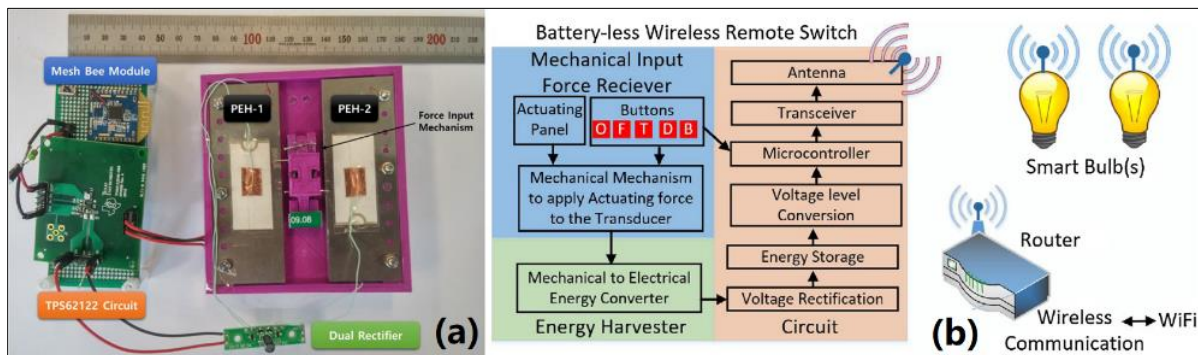 100
150
200
Mesh Bee Module
PEH-1
PEH-2
Force Input
Mechanism
09.08
TPS62122 Circuit
Dual Rectifier
(a)
Battery-less Wireless Remote Switch
Mechanical Input
Force Reciever
Actuating
Panel
Buttons
O F T D B
Mechanical Mechanism
to apply Actuating force
to the Transducer
Mechanical to Electrical
Energy Converter
Energy Harvester
Antenna
Transceiver
Microcontroller
Voltage level
Conversion
Energy Storage
Voltage Rectification
Circuit
Smart Bulb(s)
Router
Wireless
Communication
WiFi
(b)